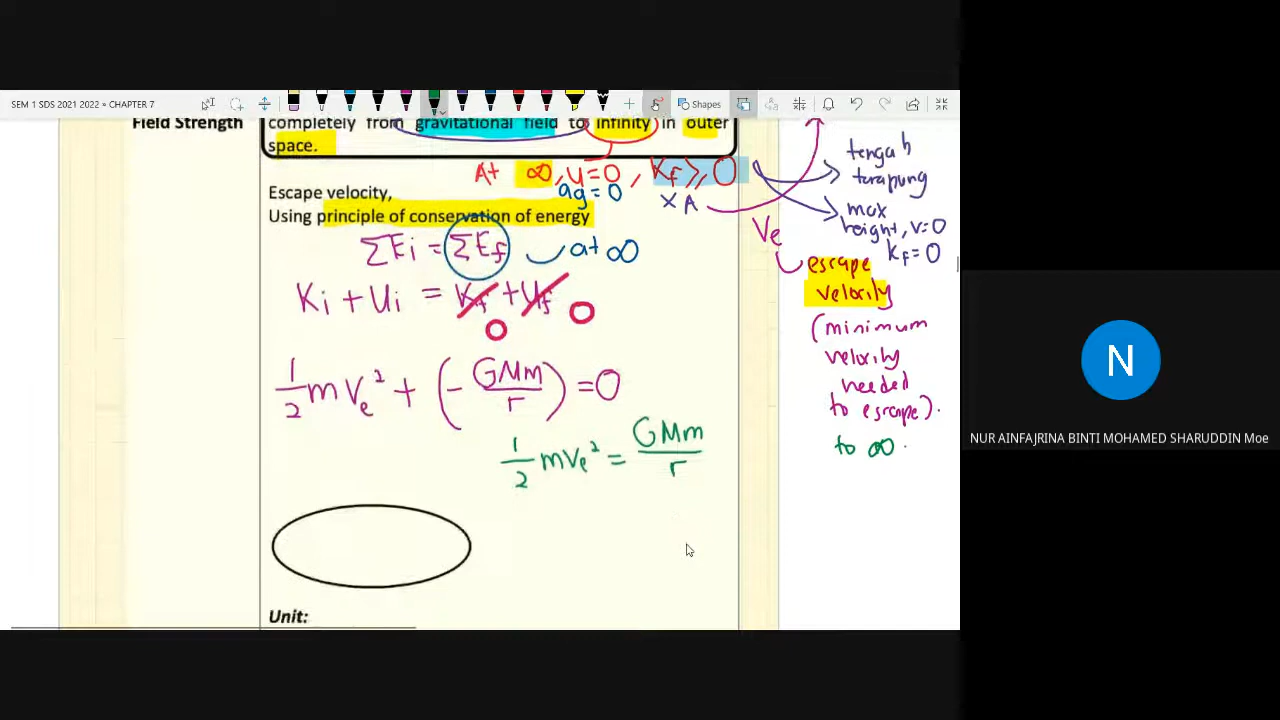 SEM 1 SDS 2021 2022 » CHAPTER 7
Shapes
Field Strength
completely from gravitational field to infinity in outer
space.
At ∞, U=0, Kf ≥ 0
ag = 0
× A
tengah
terapung
max
height, v=0
Kf = 0
Escape velocity,
Using principle of conservation of energy
ΣEi = ΣEf
at ∞
Ve
escape
velocity
(minimum
velocity
needed
to escape).
to ∞.
Ki + Ui = Kf + Uf
0 0
1/2 m Ve² + (- GMm/r) = 0
1/2 mVe² = GMm/r
Unit:
N
NUR AINFAJRINA BINTI MOHAMED SHARUDDIN Moe